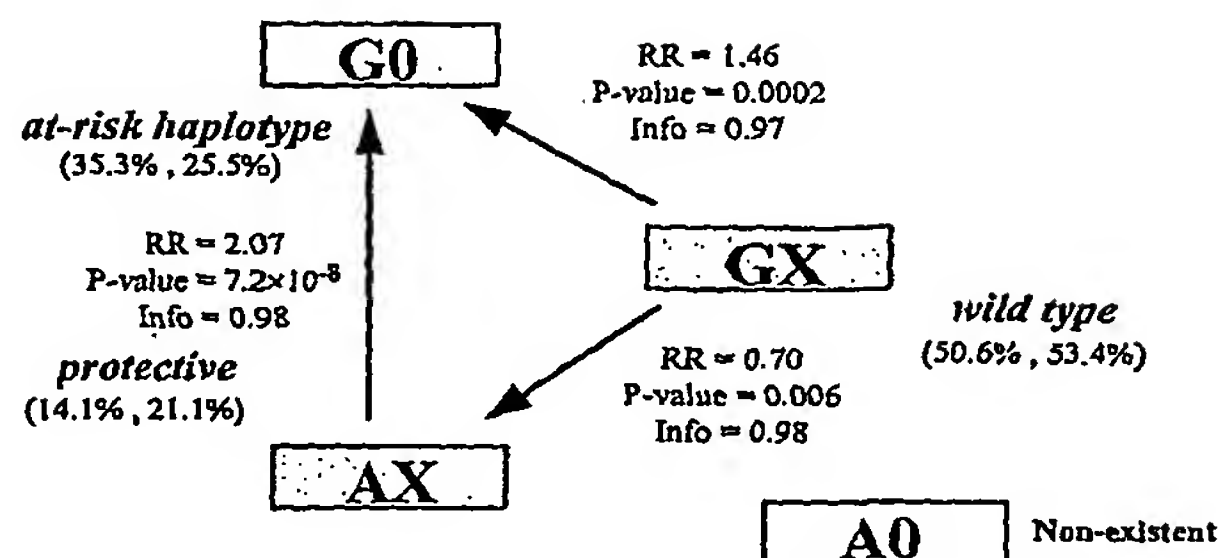 G0
RR = 1.46
P-value = 0.0002
Info = 0.97
at-risk haplotype
(35.3% , 25.5%)
RR = 2.07
P-value = 7.2×10⁻⁸
Info = 0.98
GX
wild type
(50.6% , 53.4%)
protective
(14.1% , 21.1%)
RR = 0.70
P-value = 0.006
Info = 0.98
AX
A0
Non-existent